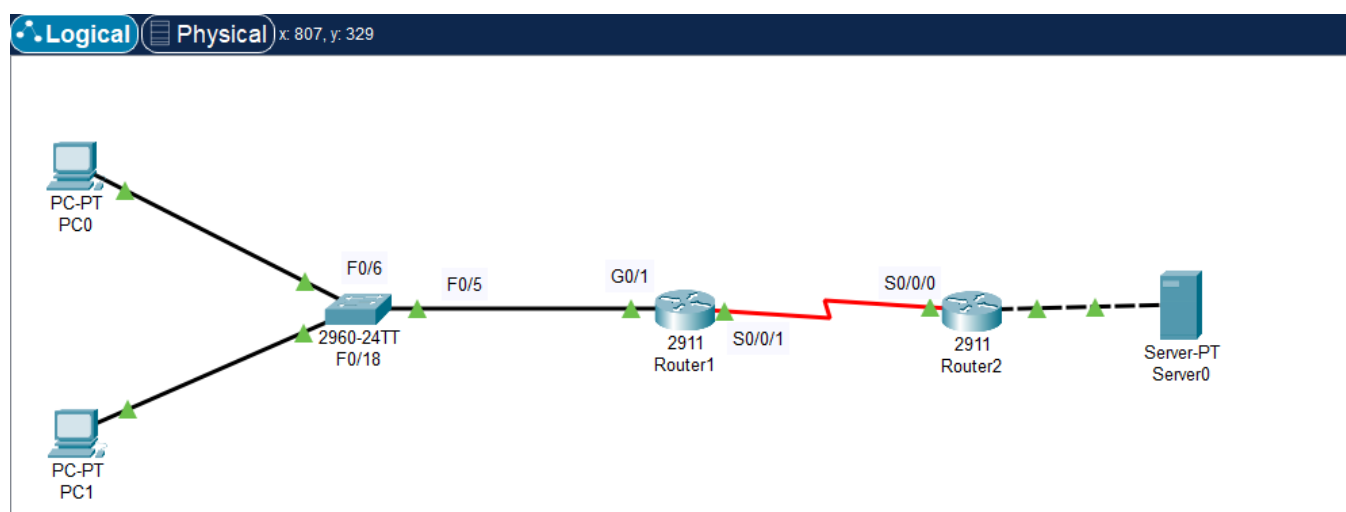 Logical Physical x: 807, y: 329
PC-PT
PC0
F0/6
F0/5
G0/1
S0/0/0
2960-24TT
F0/18
2911
Router1
S0/0/1
2911
Router2
Server-PT
Server0
PC-PT
PC1